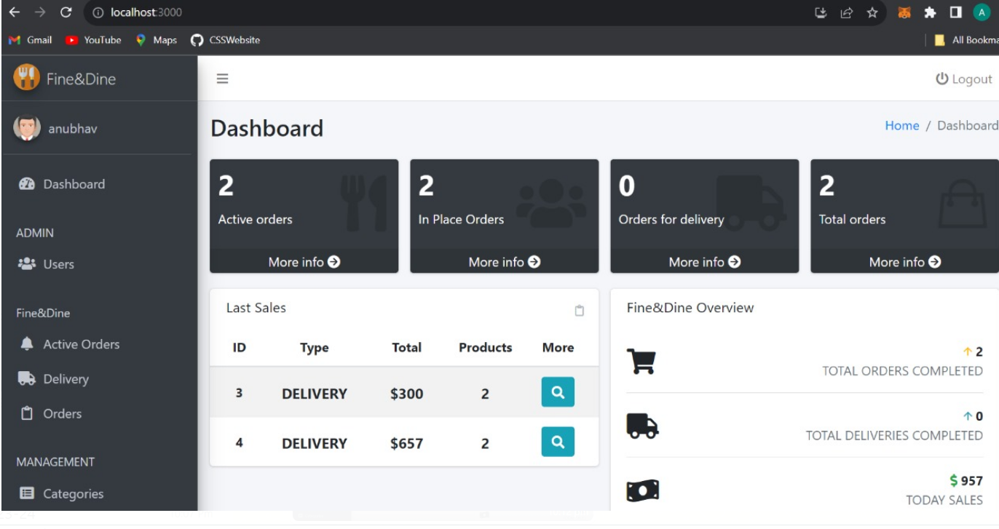 localhost:3000
A
Gmail YouTube Maps CSSWebsite
All Bookma
Fine&Dine
Logout
anubhav
Dashboard
Home / Dashboard
Dashboard
ADMIN
Users
Fine&Dine
Active Orders
Delivery
Orders
MANAGEMENT
Categories
2
Active orders
More info
2
In Place Orders
More info
0
Orders for delivery
More info
2
Total orders
More info
Last Sales
ID Type Total Products More
3 DELIVERY $300 2
4 DELIVERY $657 2
Fine&Dine Overview
2
TOTAL ORDERS COMPLETED
0
TOTAL DELIVERIES COMPLETED
$ 957
TODAY SALES